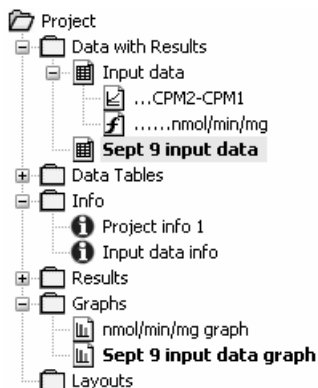 Project
Data with Results
Input data
...CPM2-CPM1
......nmol/min/mg
Sept 9 input data
Data Tables
Info
Project info 1
Input data info
Results
Graphs
nmol/min/mg graph
Sept 9 input data graph
Layouts